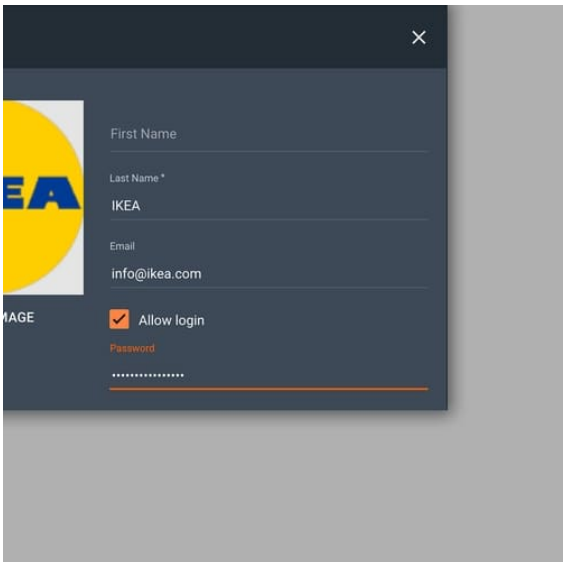 EA
MAGE
First Name
Last Name *
IKEA
Email
info@ikea.com
Allow login
Password
••••••••••••••••